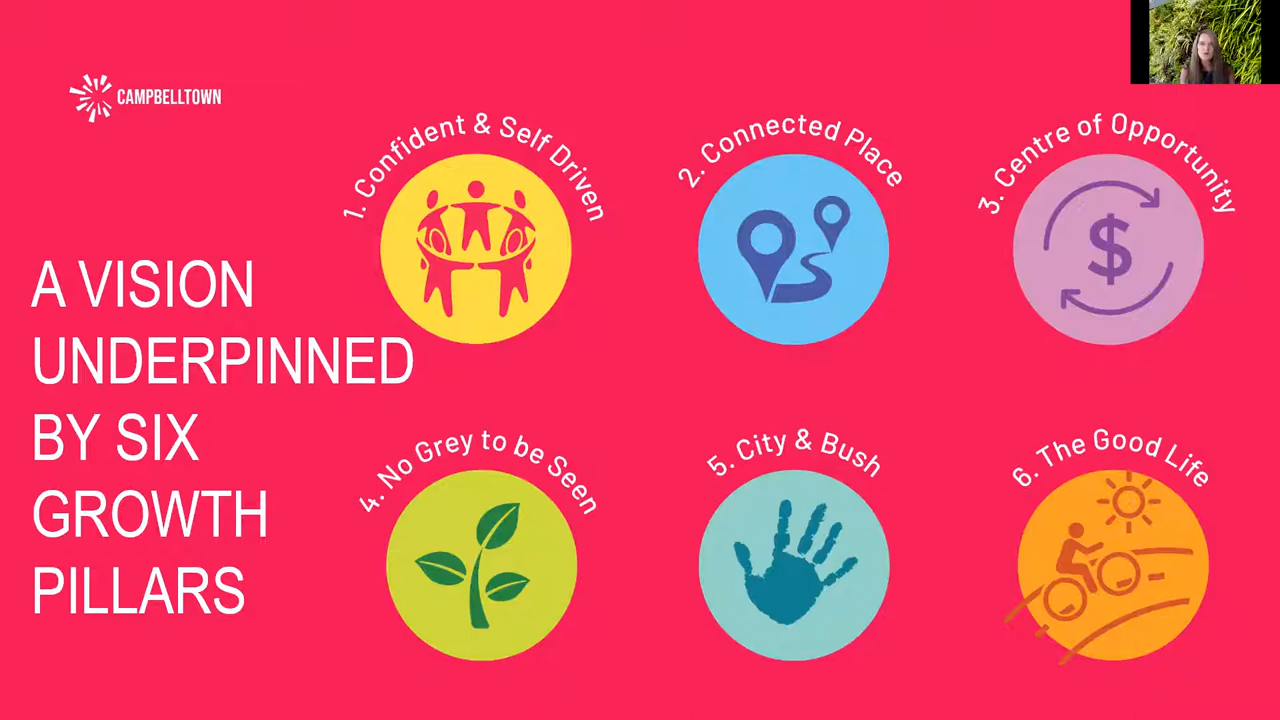 CAMPBELLTOWN
A VISION
UNDERPINNED
BY SIX
GROWTH
PILLARS
1. Confident & Self Driven
2. Connected Place
3. Centre of Opportunity
$
4. No Grey to be Seen
5. City & Bush
6. The Good Life